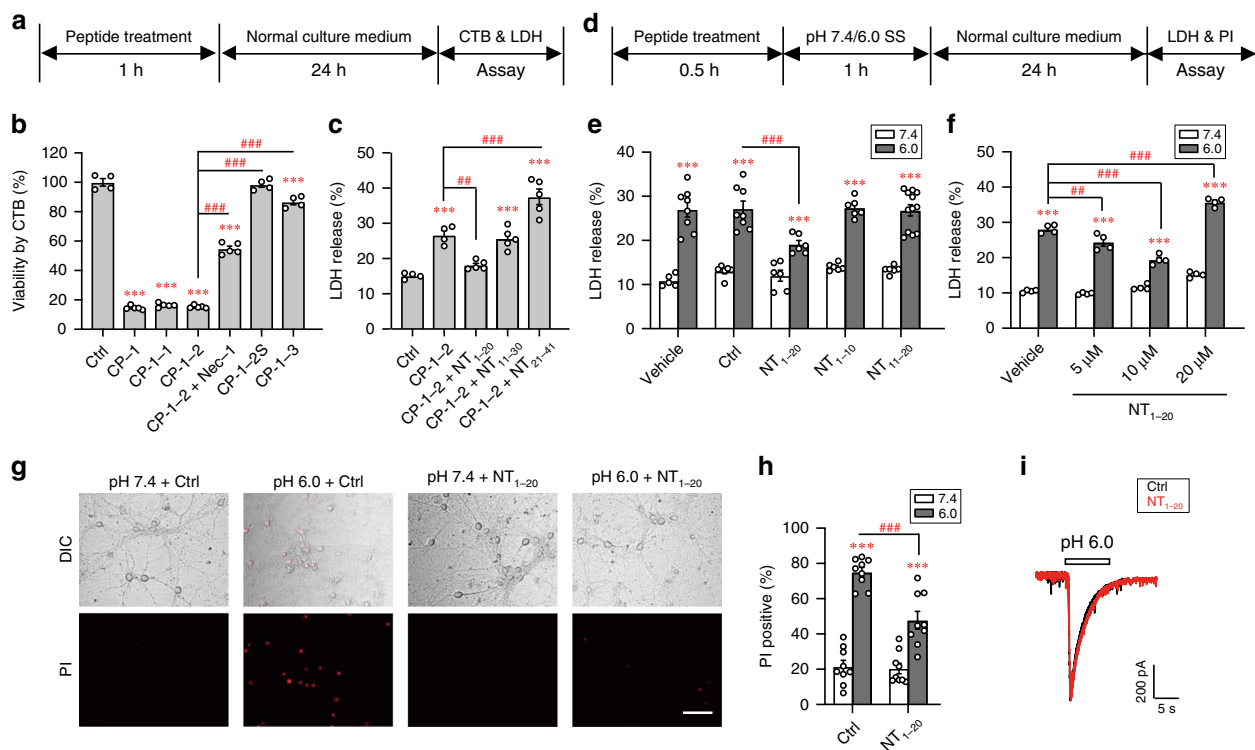 a
Peptide treatment Normal culture medium CTB & LDH
1 h 24 h Assay
d
Peptide treatment pH 7.4/6.0 SS Normal culture medium LDH & PI
0.5 h 1 h 24 h Assay
b
Viability by CTB (%)
120
100
80
60
40
20
0
###
###
###
*** *** *** *** ***
Ctrl
CP–1
CP-1–1
CP-1–2
CP-1–2 + Nec-1
CP-1–2S
CP-1–3
c
LDH release (%)
50
40
30
20
10
0
###
##
*** *** ***
Ctrl
CP-1–2
CP-1–2 + NT1–20
CP-1–2 + NT11–30
CP-1–2 + NT21–41
e
7.4
6.0
LDH release (%)
40
30
20
10
0
###
*** *** *** *** ***
Vehicle
Ctrl
NT1–20
NT1–10
NT11–20
f
7.4
6.0
LDH release (%)
50
40
30
20
10
0
###
###
##
*** *** *** ***
Vehicle
5 μM
10 μM
20 μM
NT1–20
g
pH 7.4 + Ctrl pH 6.0 + Ctrl pH 7.4 + NT1–20 pH 6.0 + NT1–20
DIC
PI
h
7.4
6.0
PI positive (%)
100
80
60
40
20
0
###
*** ***
Ctrl
NT1–20
i
Ctrl
NT1–20
pH 6.0
200 pA
5 s